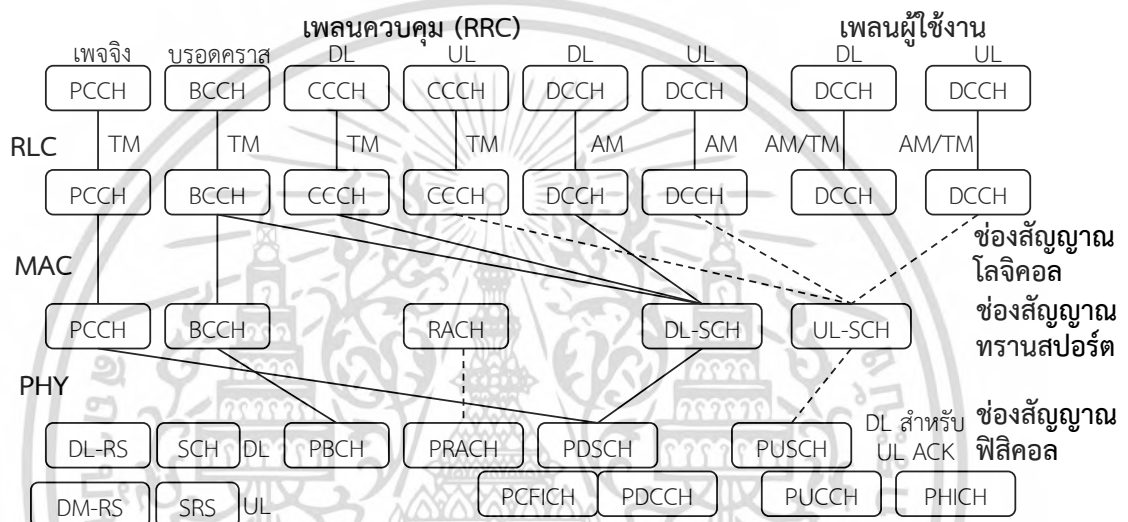 เพลนควบคุม (RRC) เพลนผู้ใช้งาน
เพจจิง บรอดคราส DL UL DL UL DL UL
PCCH BCCH CCCH CCCH DCCH DCCH DCCH DCCH
RLC TM TM TM TM AM AM AM/TM AM/TM
PCCH BCCH CCCH CCCH DCCH DCCH DCCH DCCH
ช่องสัญญาณ
โลจิคอล
MAC
PCCH BCCH RACH DL-SCH UL-SCH ช่องสัญญาณ
ทรานสปอร์ต
PHY
DL-RS SCH DL PBCH PRACH PDSCH PUSCH DL สำหรับ ช่องสัญญาณ
UL ACK ฟิสิคอล
DM-RS SRS UL PCFICH PDCCH PUCCH PHICH